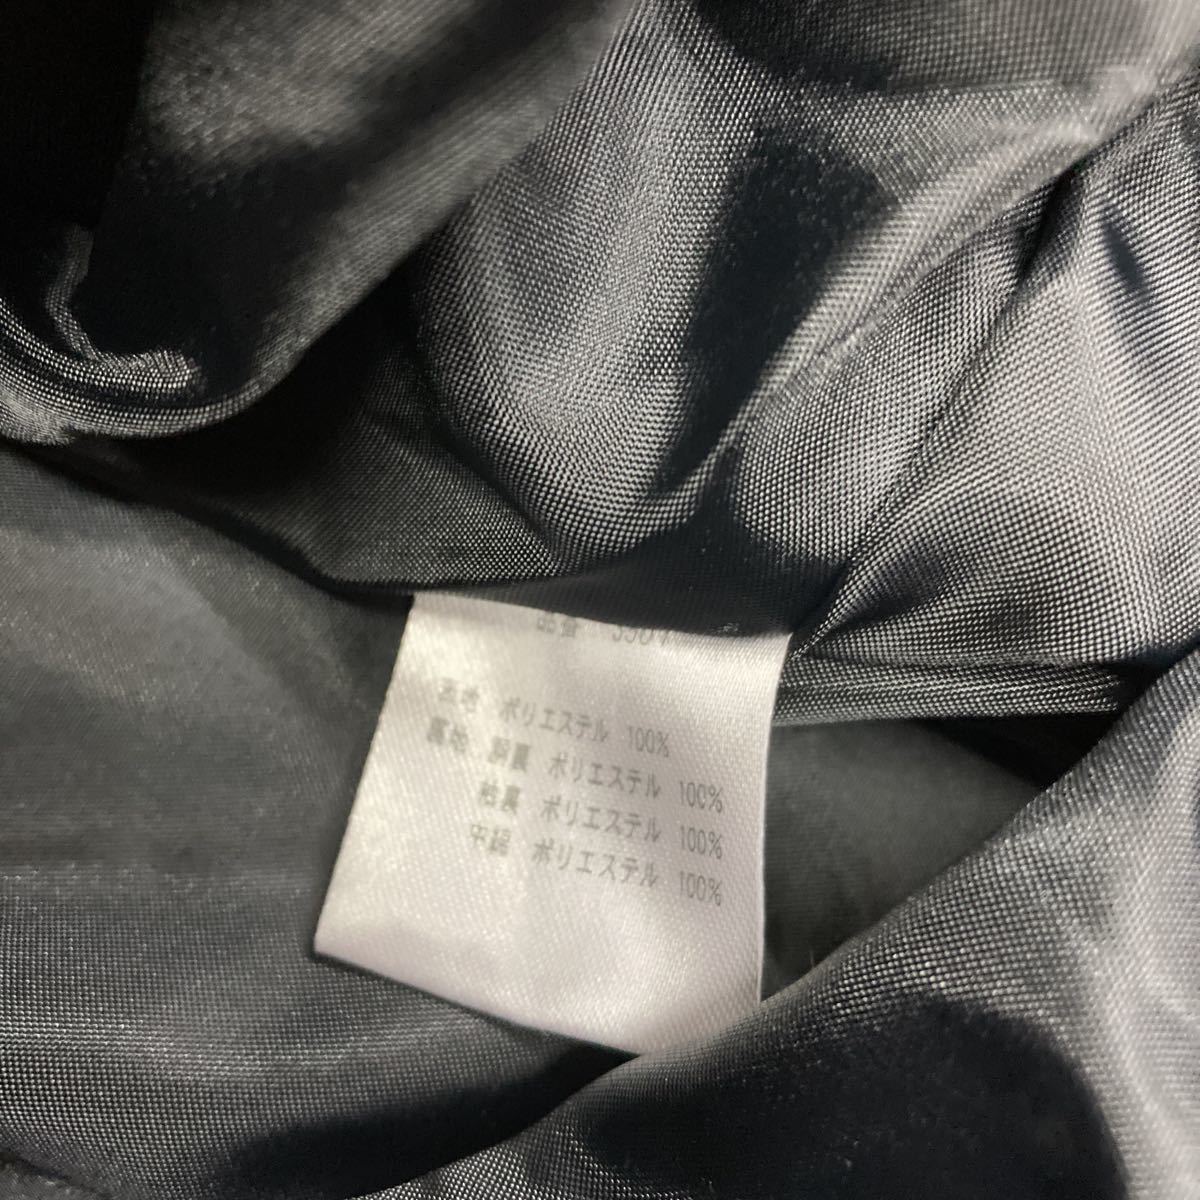 品番
表地 ポリエステル 100%
裏地 胴裏 ポリエステル 100%
袖裏 ポリエステル 100%
中綿 ポリエステル 100%